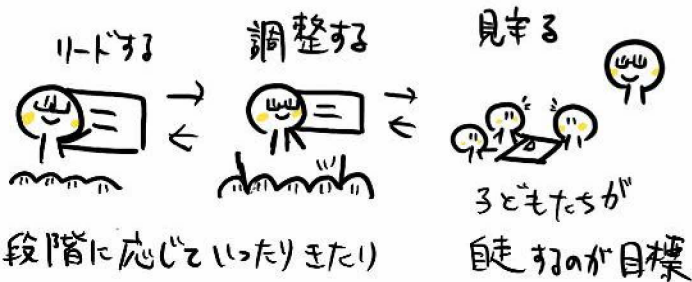 リードする
調整する
見守る
子どもたちが
段階に応じていったりきたり
自走するのが目標